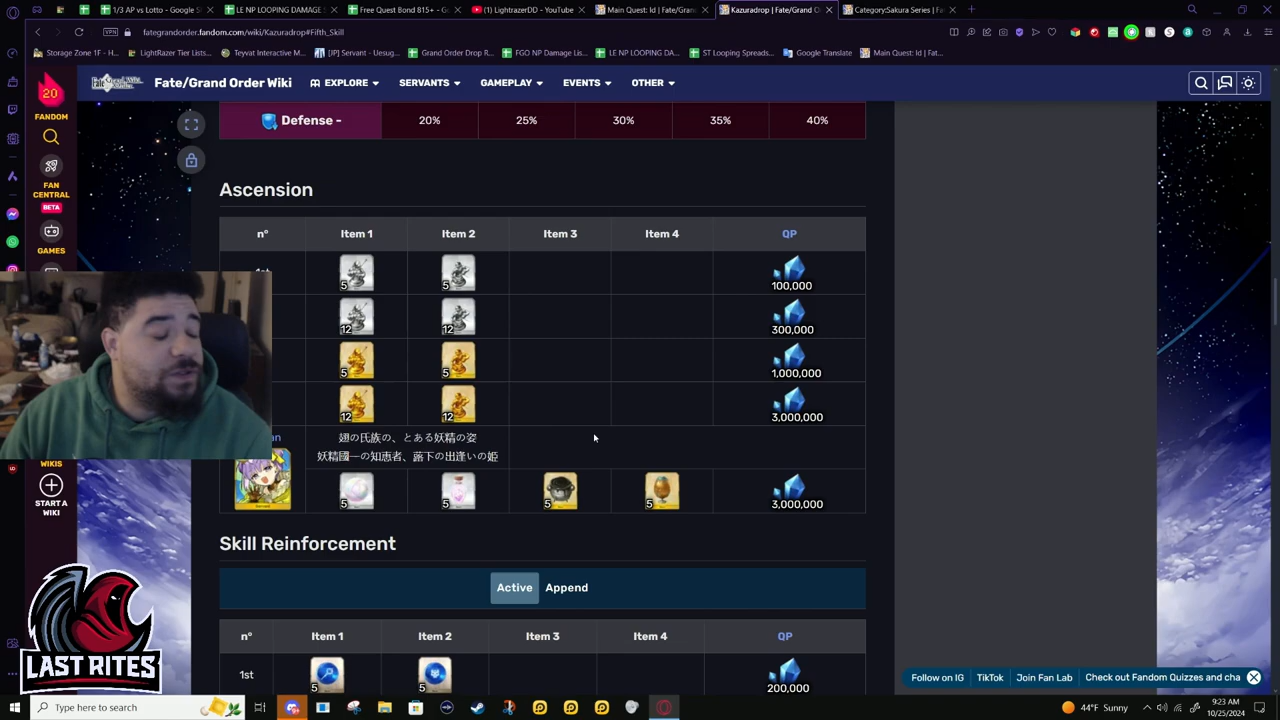 1/3 AP vs Lotto - Google S
LE NP LOOPING DAMAGE S
Free Quest Bond 815+ - G
(1) LightrazerDD - YouTube
Main Quest: Id | Fate/Gran
Kazuradrop | Fate/Grand O
Category:Sakura Series | F
VPN
fategrandorder.fandom.com/wiki/Kazuradrop#Fifth_Skill
Storage Zone 1F - H...
LightRazer Tier Lists...
Teyvat Interactive M...
[JP] Servant - Uesug...
Grand Order Drop R...
FGO NP Damage Lis...
LE NP LOOPING DA...
ST Looping Spreads...
Google Translate
Main Quest: Id | Fat...
20
FANDOM
Fate/Grand Order Wiki
EXPLORE
SERVANTS
GAMEPLAY
EVENTS
OTHER
FAN
CENTRAL
BETA
GAMES
WIKIS
START A
WIKI
Defense -
20%
25%
30%
35%
40%
Ascension
n°
Item 1
Item 2
Item 3
Item 4
QP
1st
5
5
100,000
12
12
300,000
5
5
1,000,000
12
12
3,000,000
翅の氏族の、とある妖精の姿
妖精國一の知恵者、蕗下の出逢いの姫
5
5
5
5
3,000,000
Skill Reinforcement
Active
Append
n°
Item 1
Item 2
Item 3
Item 4
QP
1st
5
5
200,000
LAST RITES
Follow on IG
TikTok
Join Fan Lab
Check out Fandom Quizzes and cha
Type here to search
44°F Sunny
9:23 AM
10/25/2024